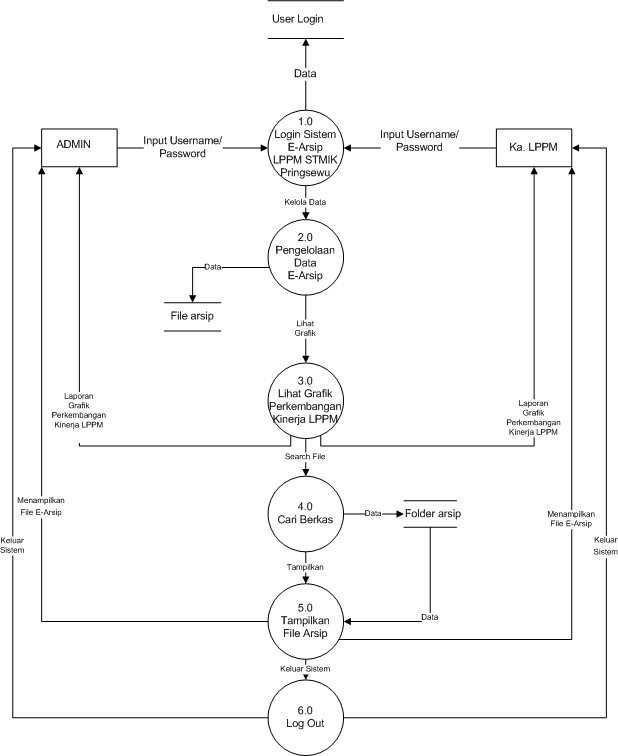 User Login
Data
1.0
Login Sistem
E-Arsip
LPPM STMIK
Pringsewu
ADMIN
Input Username/
Password
Input Username/
Password
Ka. LPPM
Kelola Data
2.0
Pengelolaan
Data
E-Arsip
Data
File arsip
Lihat
Grafik
3.0
Lihat Grafik
Perkembangan
Kinerja LPPM
Laporan
Grafik
Perkembangan
Kinerja LPPM
Laporan
Grafik
Perkembangan
Kinerja LPPM
Search File
4.0
Cari Berkas
Data
Folder arsip
Menampilkan
File E-Arsip
Menampilkan
File E-Arsip
Keluar
Sistem
Keluar
Sistem
Tampilkan
5.0
Tampilkan
File Arsip
Data
Keluar Sistem
6.0
Log Out